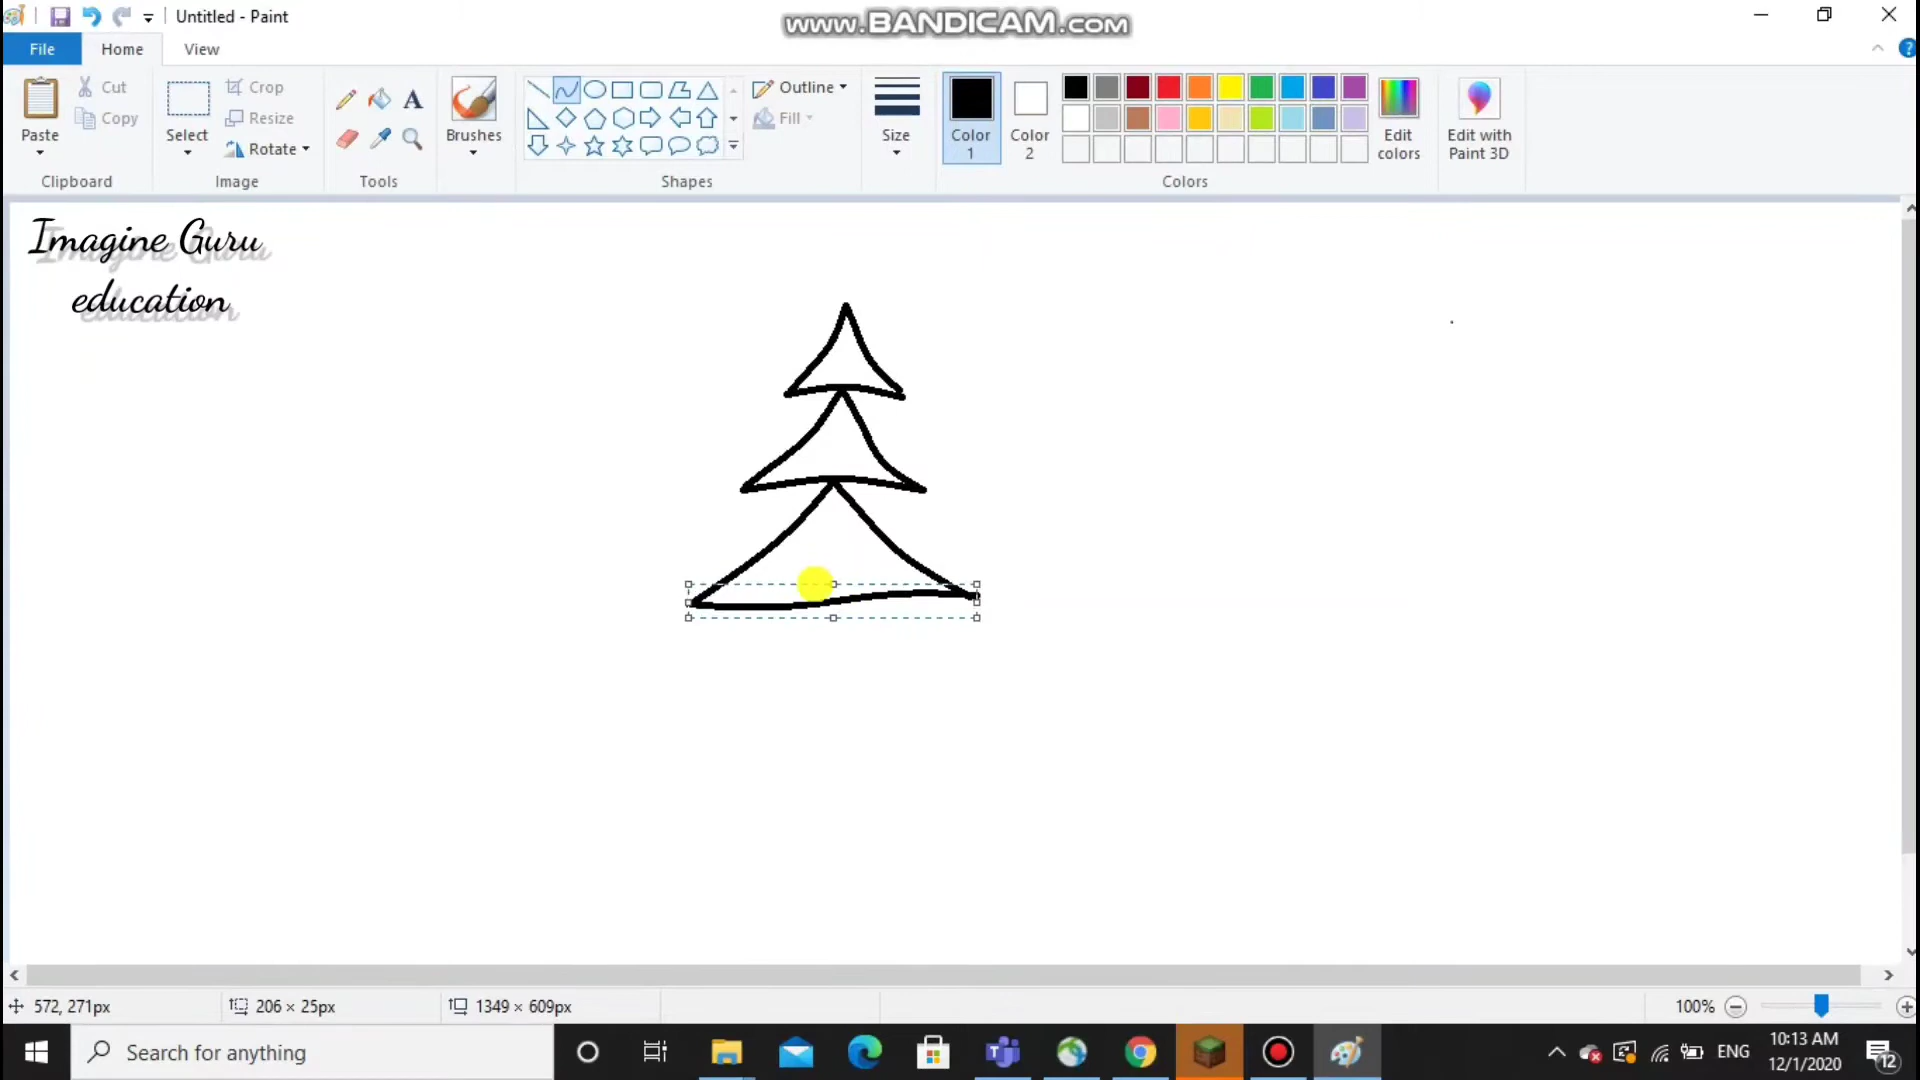 Untitled - Paint
www.BANDICAM.com
File
Home
View
Paste
Cut
Copy
Clipboard
Select
Crop
Resize
Rotate
Image
Tools
Brushes
Shapes
Outline
Fill
Size
Color 1
Color 2
Colors
Edit colors
Edit with Paint 3D
Imagine Guru
education
572, 271px
206 × 25px
1349 × 609px
100%
Search for anything
ENG
10:13 AM
12/1/2020
12